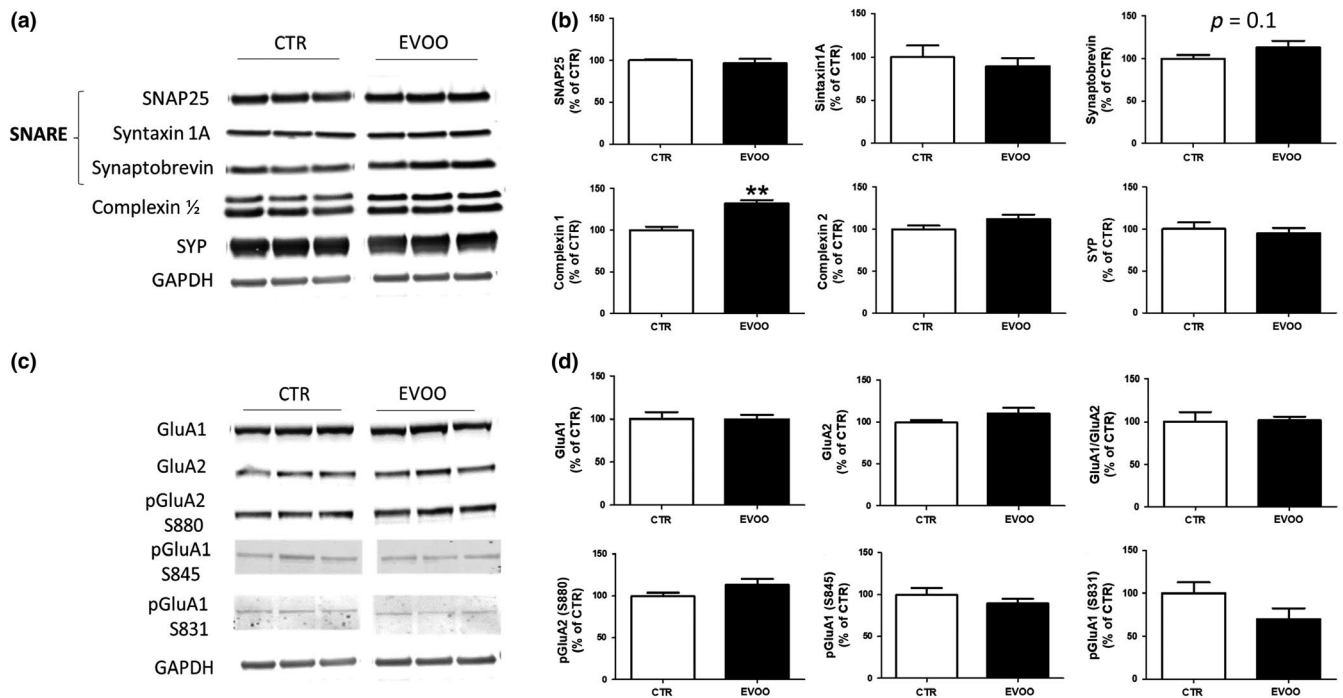 (a)
CTR EVOO
SNARE
SNAP25
Syntaxin 1A
Synaptobrevin
Complexin ½
SYP
GAPDH
(b)
SNAP25
(% of CTR)
150
100
50
0
CTR EVOO
Sintaxin1A
(% of CTR)
150
100
50
0
CTR EVOO
p = 0.1
Synaptobrevin
(% of CTR)
150
100
50
0
CTR EVOO
Complexin 1
(% of CTR)
150
100
50
0
**
CTR EVOO
Complexin 2
(% of CTR)
150
100
50
0
CTR EVOO
SYP
(% of CTR)
150
100
50
0
CTR EVOO
(c)
CTR EVOO
GluA1
GluA2
pGluA2
S880
pGluA1
S845
pGluA1
S831
GAPDH
(d)
GluA1
(% of CTR)
150
100
50
0
CTR EVOO
GluA2
(% of CTR)
150
100
50
0
CTR EVOO
GluA1/GluA2
(% of CTR)
150
100
50
0
CTR EVOO
pGluA2 (S880)
(% of CTR)
150
100
50
0
CTR EVOO
pGluA1 (S845)
(% of CTR)
150
100
50
0
CTR EVOO
pGluA1 (S831)
(% of CTR)
150
100
50
0
CTR EVOO